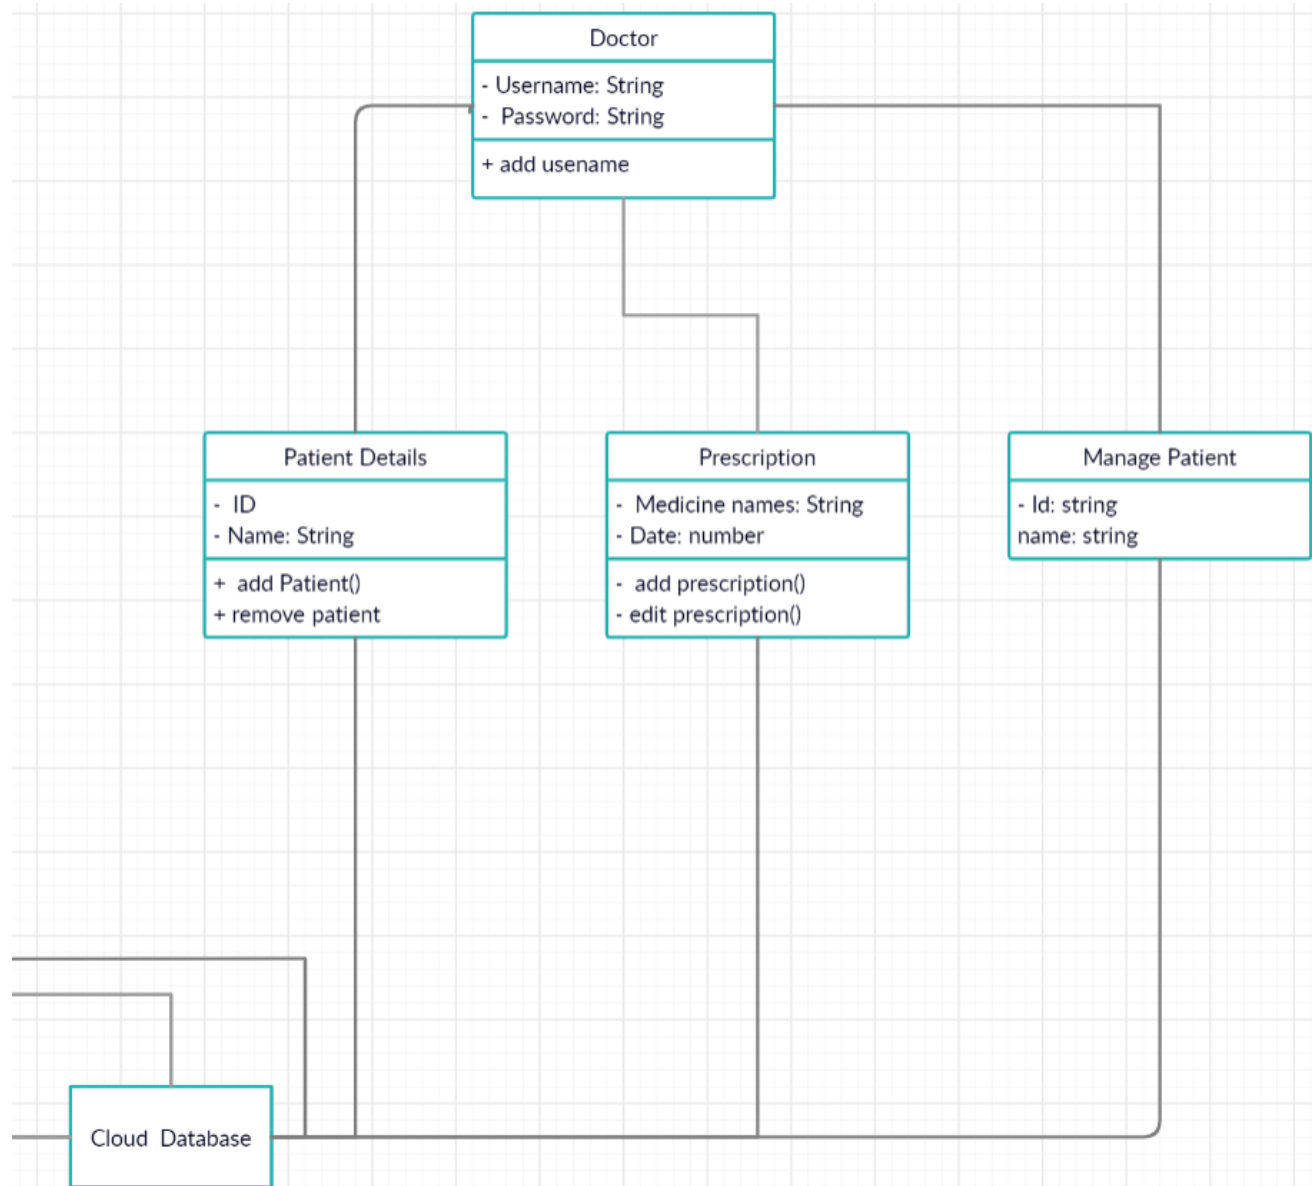 Doctor
- Username: String
- Password: String
+ add usename
Patient Details
- ID
- Name: String
+ add Patient()
+ remove patient
Prescription
- Medicine names: String
- Date: number
- add prescription()
- edit prescription()
Manage Patient
- Id: string
name: string
Cloud Database